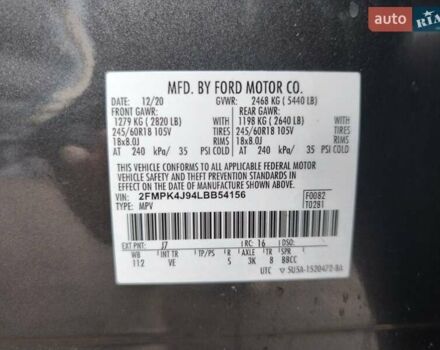 auto RIA
MFD. BY FORD MOTOR CO.
DATE: 12/20 GVWR: 2468 KG ( 5440 LB)
FRONT GAWR: REAR GAWR:
1279 KG ( 2820 LB) WITH 1198 KG ( 2640 LB) WITH
245/60R18 105V TIRES 245/60R18 105V TIRES
18x8.0J RIMS 18x8.0J RIMS
AT 240 kPa/ 35 PSI COLD AT 240 kPa/ 35 PSI COLD
THIS VEHICLE CONFORMS TO ALL APPLICABLE FEDERAL MOTOR
VEHICLE SAFETY AND THEFT PREVENTION STANDARDS IN EFFECT ON THE DATE OF MANUFACTURE SHOWN ABOVE.
VIN: 2FMPK4J94LBB54156 F0082
TYPE: MPV T0281
EXT PNT: J7 RC: 16 DSO:
WB INT TR TP/PS R AXLE TR SPR
112 VE 5 3K 8 BBCC
UTC